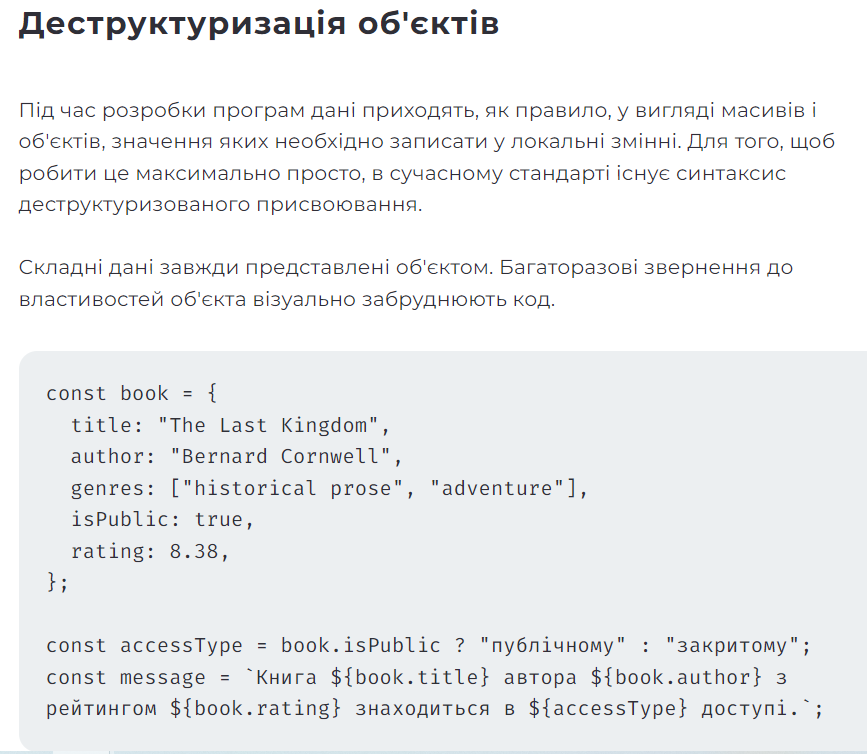 Деструктуризація об'єктів
Під час розробки програм дані приходять, як правило, у вигляді масивів і
об'єктів, значення яких необхідно записати у локальні змінні. Для того, щоб
робити це максимально просто, в сучасному стандарті існує синтаксис
деструктуризованого присвоювання.
Складні дані завжди представлені об'єктом. Багаторазові звернення до
властивостей об'єкта візуально забруднюють код.
const book = {
  title: "The Last Kingdom",
  author: "Bernard Cornwell",
  genres: ["historical prose", "adventure"],
  isPublic: true,
  rating: 8.38,
};
const accessType = book.isPublic ? "публічному" : "закритому";
const message = `Книга ${book.title} автора ${book.author} з
рейтингом ${book.rating} знаходиться в ${accessType} доступі.`;